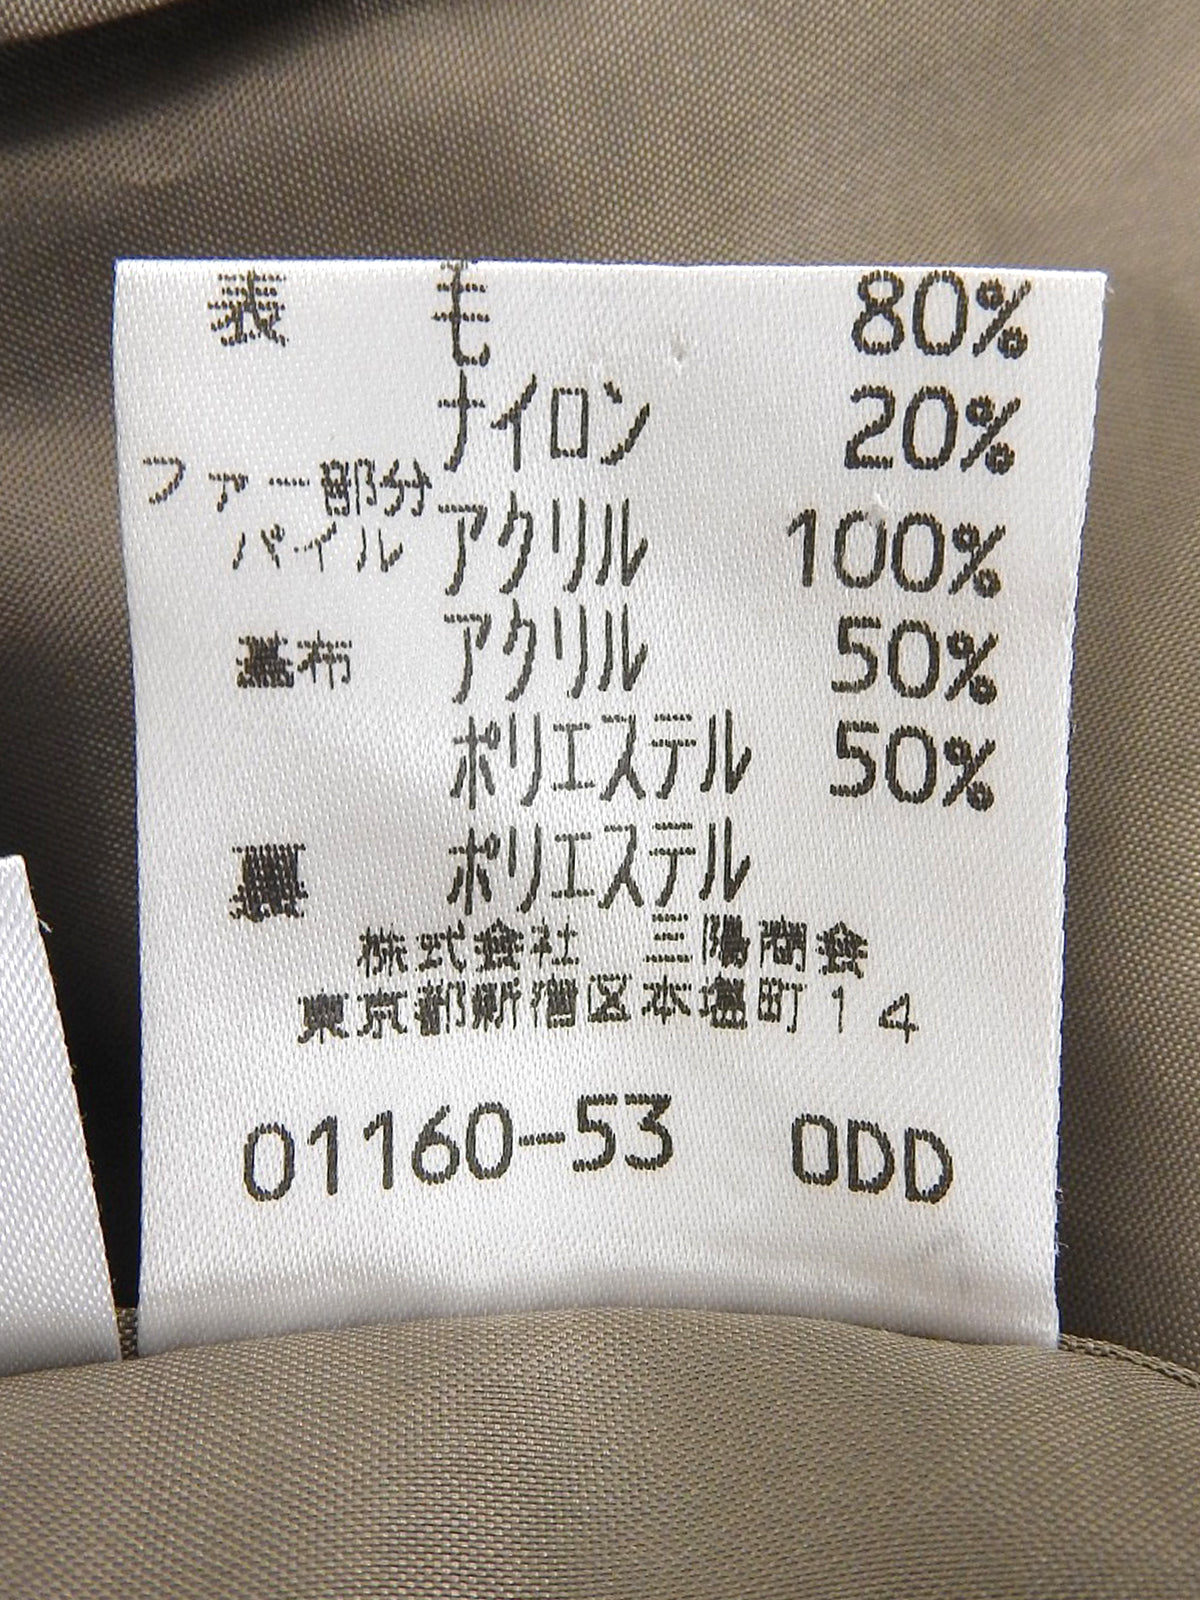 表 毛 80%
ナイロン 20%
ファー部分
パイル アクリル 100%
基布 アクリル 50%
ポリエステル 50%
裏 ポリエステル
株式会社 三陽商会
東京都新宿区本塩町14
01160-53 0DD